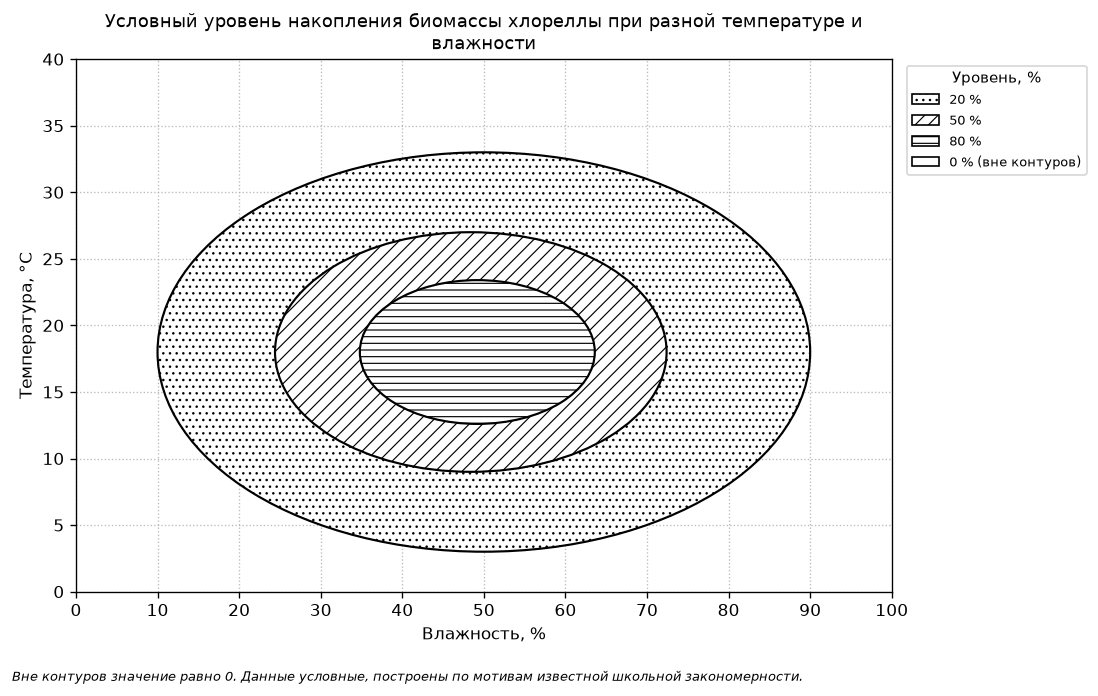 Условный уровень накопления биомассы хлореллы при разной температуре и
влажности
Уровень, %
20 %
50 %
80 %
0 % (вне контуров)
Температура, °C
40
35
30
25
20
15
10
5
0
0 10 20 30 40 50 60 70 80 90 100
Влажность, %
Вне контуров значение равно 0. Данные условные, построены по мотивам известной школьной закономерности.